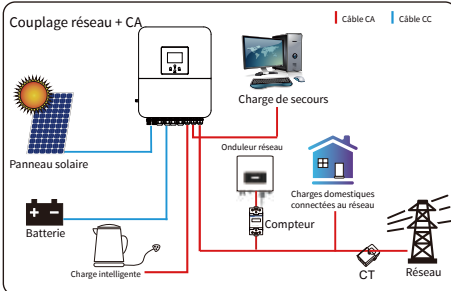 Couplage réseau + CA
Câble CA
Câble CC
Charge de secours
Panneau solaire
Onduleur réseau
Charges domestiques
connectées au réseau
Batterie
Compteur
Charge intelligente
CT
Réseau